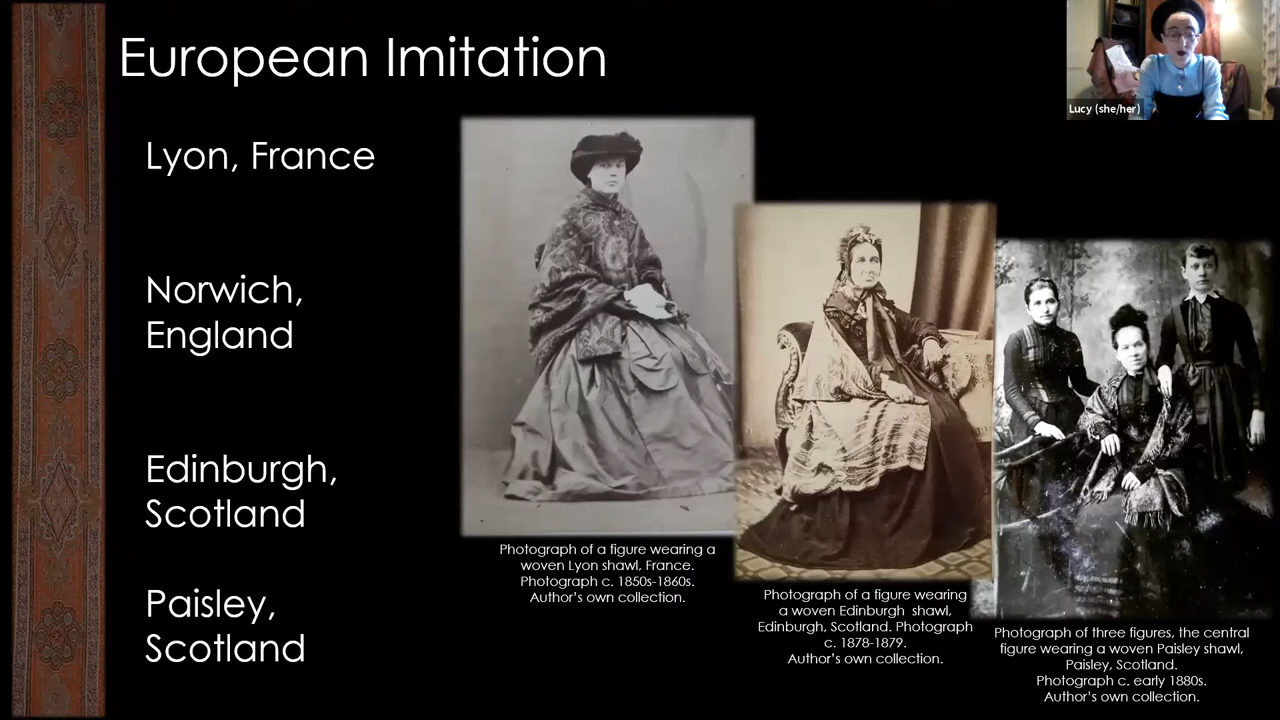 European Imitation
Lucy (she/her)
Lyon, France
Norwich,
England
Edinburgh,
Scotland
Paisley,
Scotland
Photograph of a figure wearing a
woven Lyon shawl, France.
Photograph c. 1850s-1860s.
Author's own collection.
Photograph of a figure wearing
a woven Edinburgh shawl,
Edinburgh, Scotland. Photograph
c. 1878-1879.
Author's own collection.
Photograph of three figures, the central
figure wearing a woven Paisley shawl,
Paisley, Scotland.
Photograph c. early 1880s.
Author's own collection.